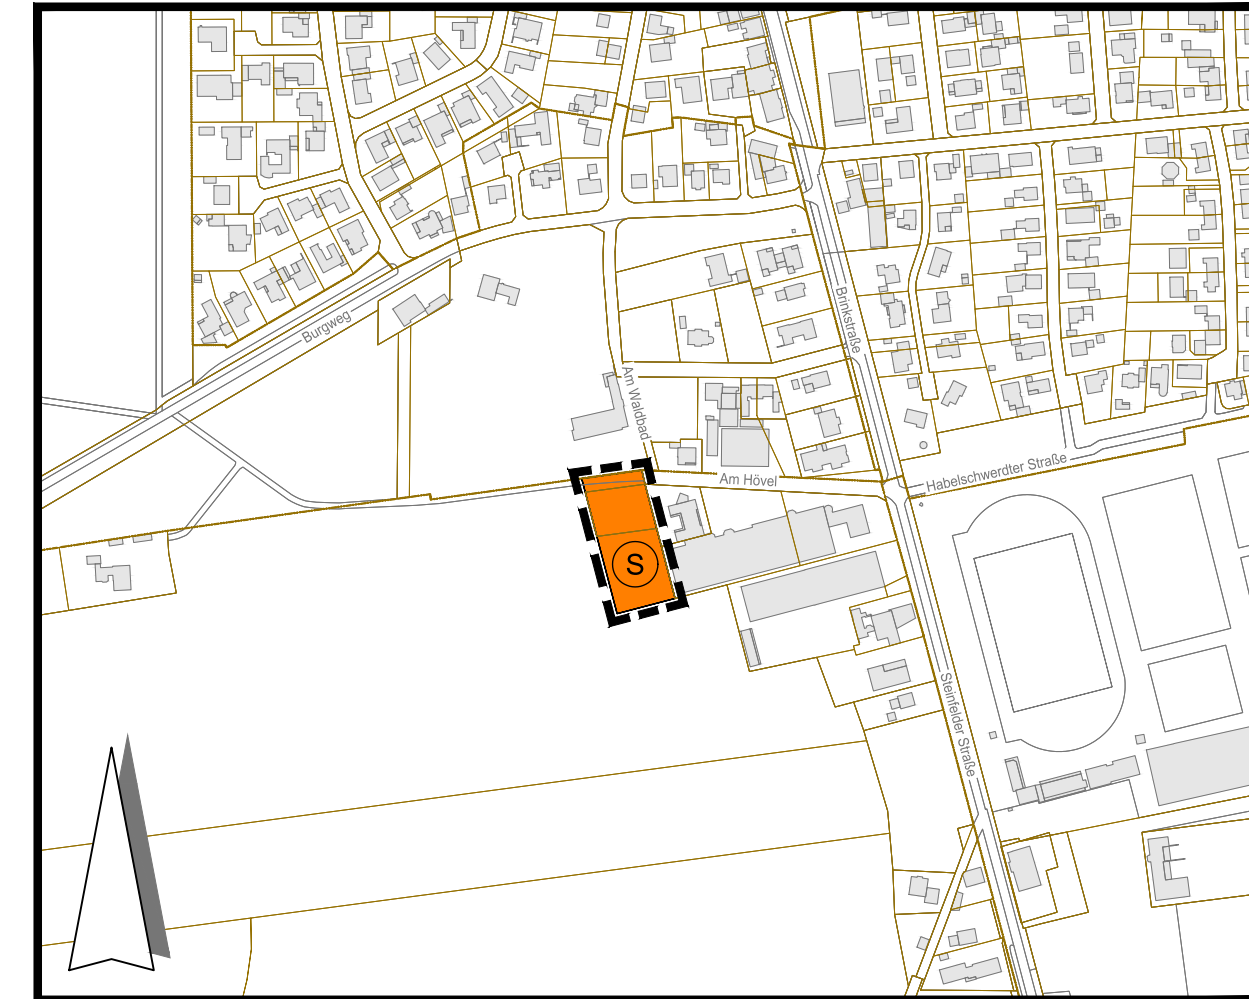 Burgweg
Brinkstraße
Am Waldbad
Am Hövel
Habelschwerdter Straße
S
Steinfelder Straße